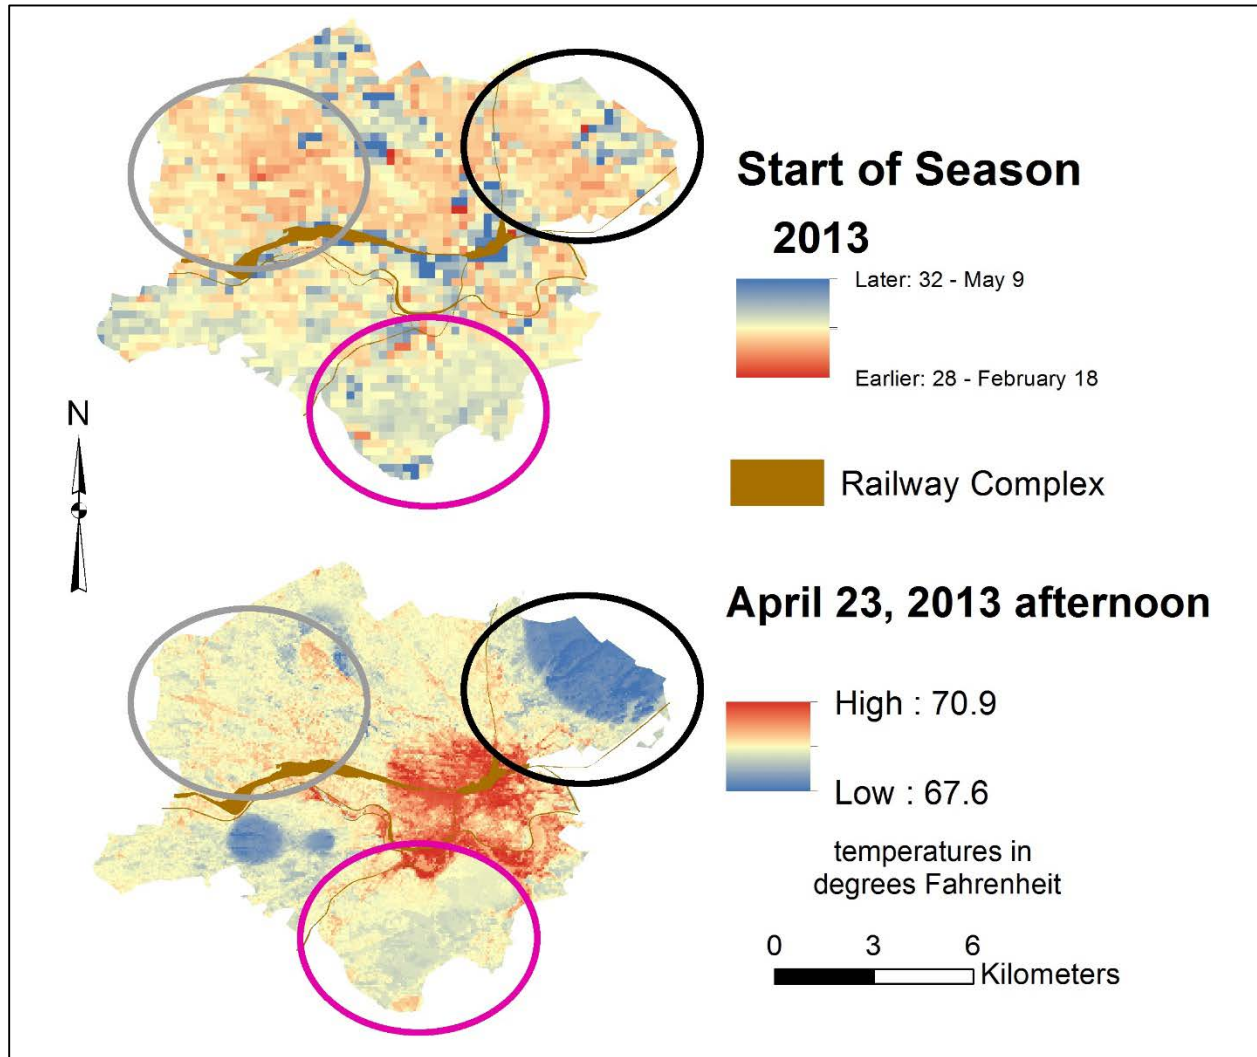 Start of Season
2013
Later: 32 - May 9
Earlier: 28 - February 18
N
Railway Complex
April 23, 2013 afternoon
High : 70.9
Low : 67.6
temperatures in
degrees Fahrenheit
0 3 6
Kilometers